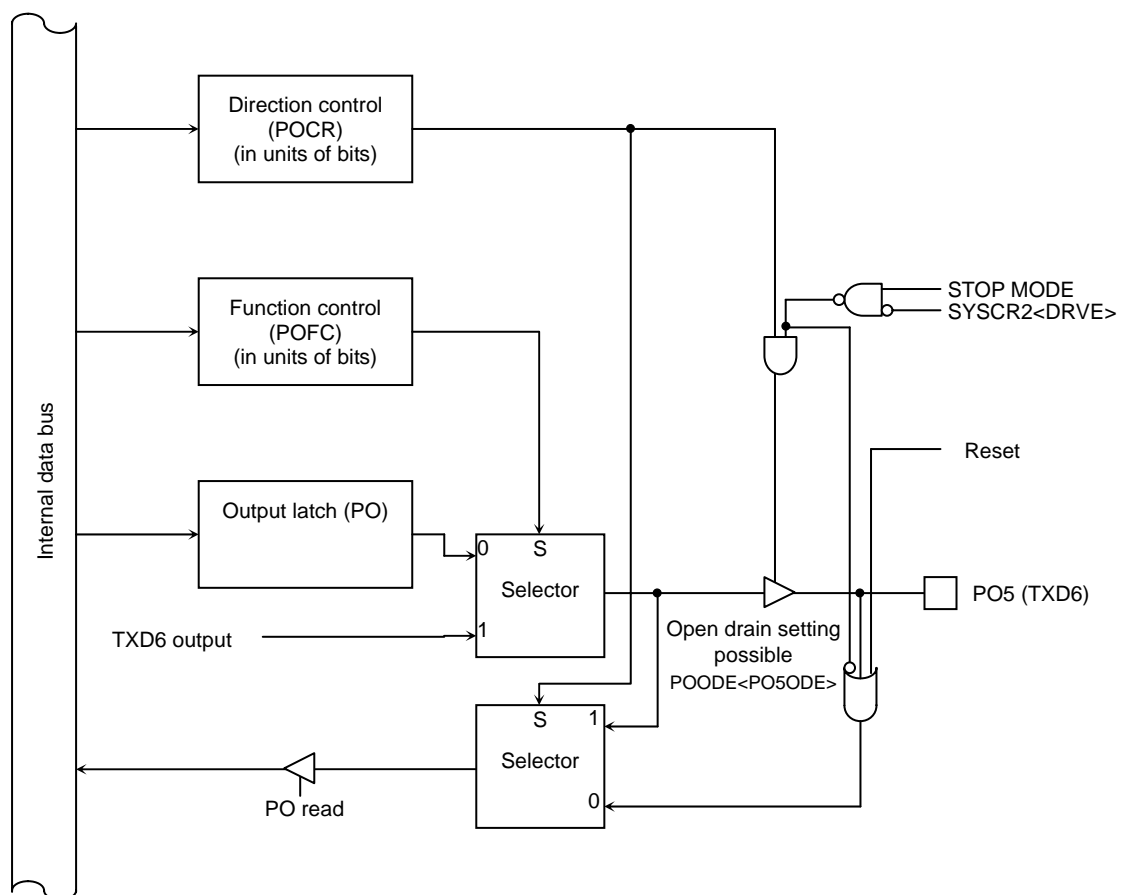 Internal data bus
Direction control
(POCR)
(in units of bits)
Function control
(POFC)
(in units of bits)
STOP MODE
SYSCR2<DRVE>
Reset
Output latch (PO)
0
S
Selector
1
TXD6 output
PO5 (TXD6)
Open drain setting
possible
POODE<PO5ODE>
S
1
Selector
0
PO read